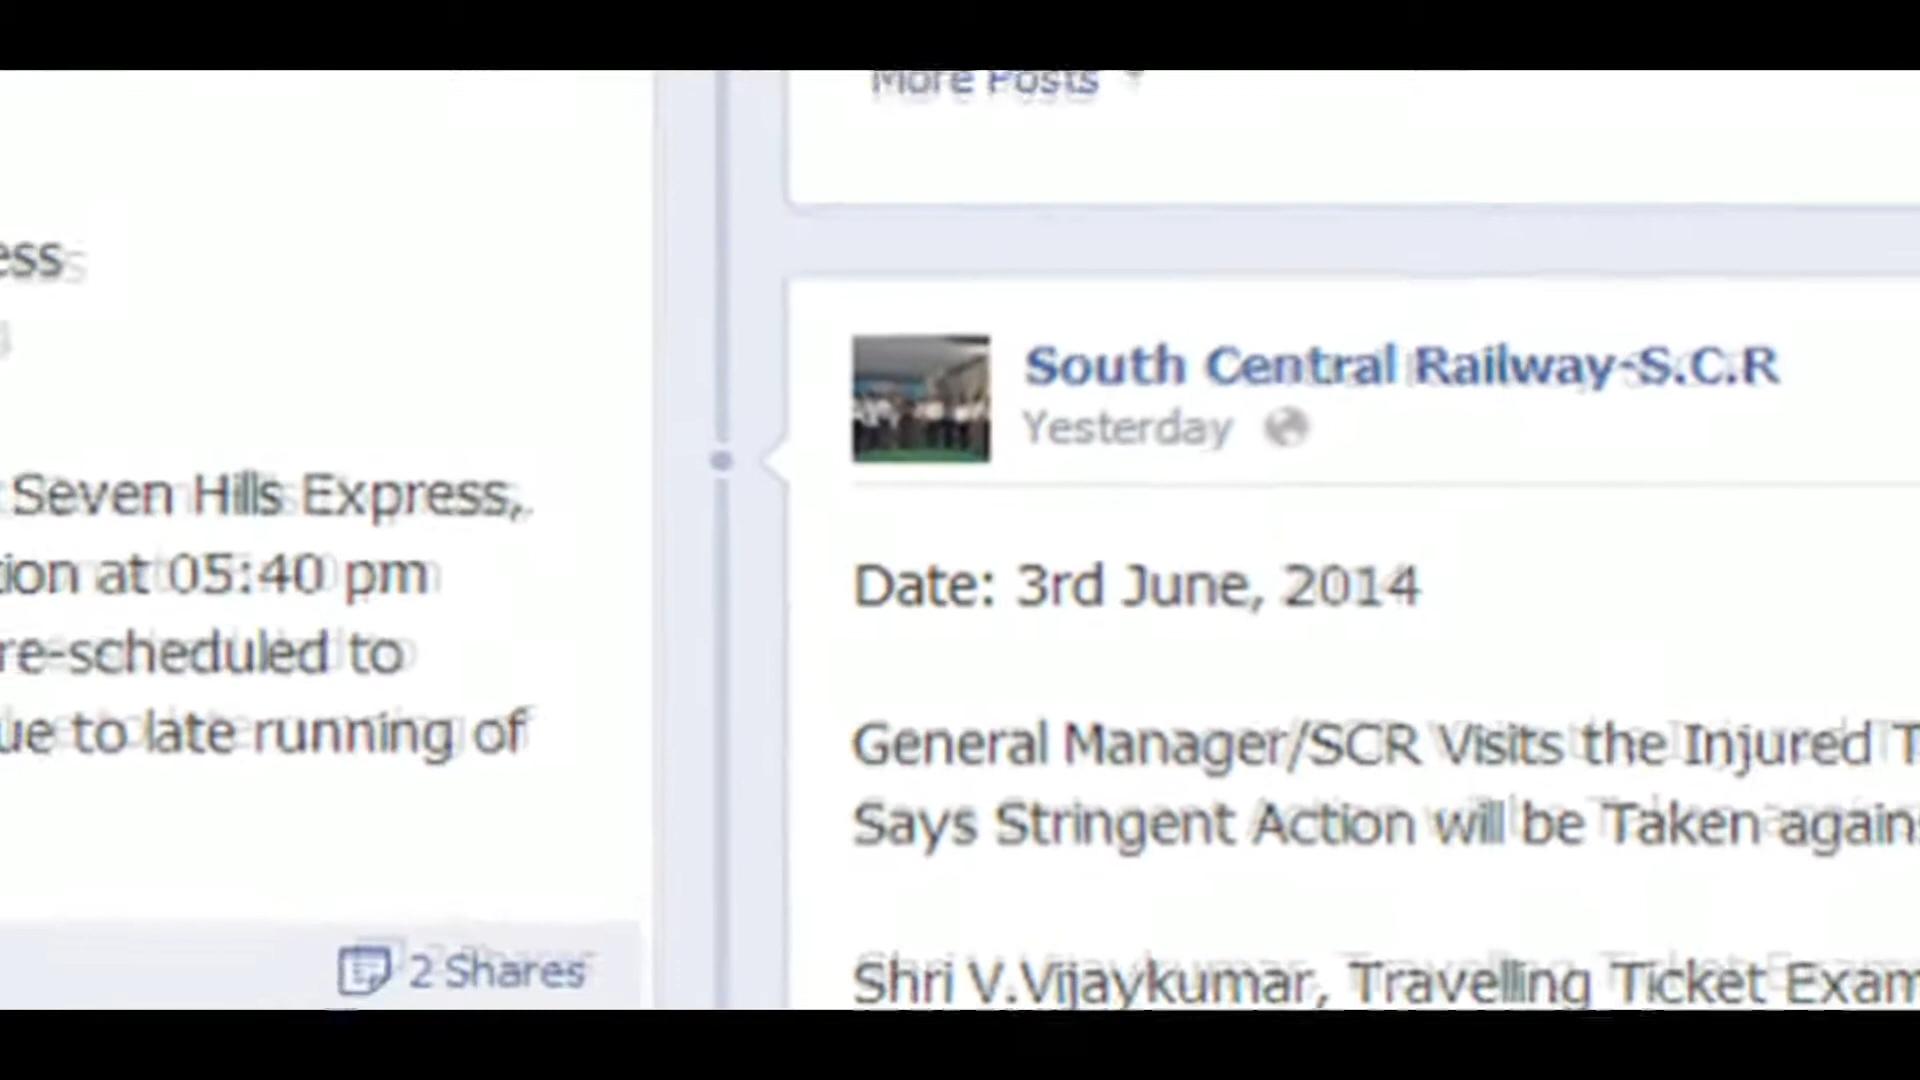 ess
Seven Hills Express,
ion at 05:40 pm
re-scheduled to
ue to late running of
2 Shares
More Posts
South Central Railway-S.C.R
Yesterday
Date: 3rd June, 2014
General Manager/SCR Visits the Injured T
Says Stringent Action will be Taken again
Shri V.Vijaykumar, Travelling Ticket Exam